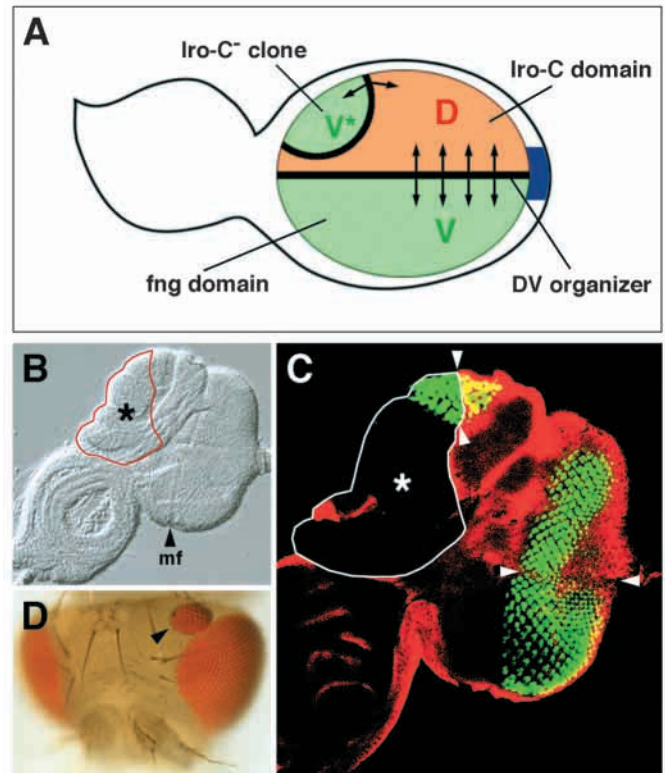 A
Iro-C⁻ clone
Iro-C domain
V*
D
V
fng domain
DV organizer
B
*
mf
C
*
D